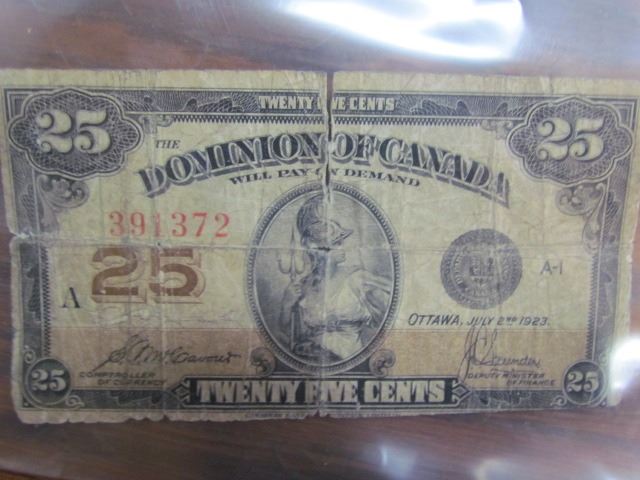 TWENTY FIVE CENTS
25 25
THE
DOMINION OF CANADA
WILL PAY ON DEMAND
391372
25
A
A-1
OTTAWA, JULY 2ND 1923.
COMPTROLLER
OF CURRENCY
DEPUTY MINISTER
OF FINANCE
25 TWENTY FIVE CENTS 25